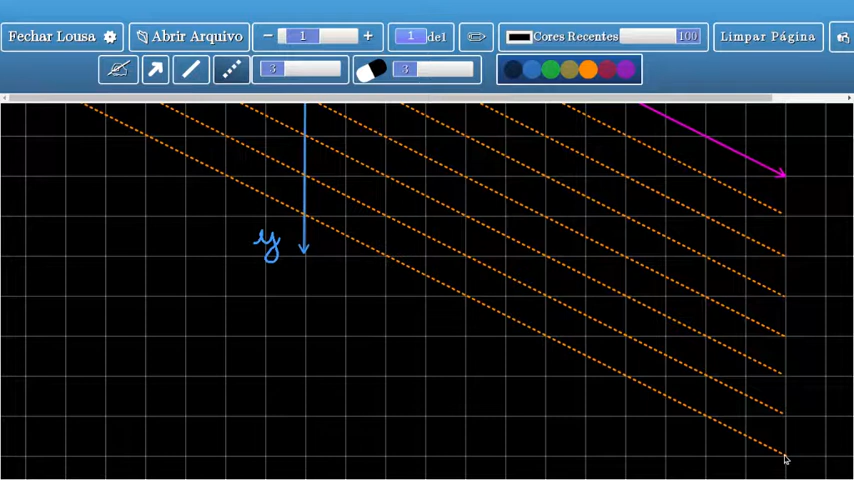 Fechar Lousa
Abrir Arquivo
− 1 +
1 de1
Cores Recentes 100
Limpar Página
3
3
y